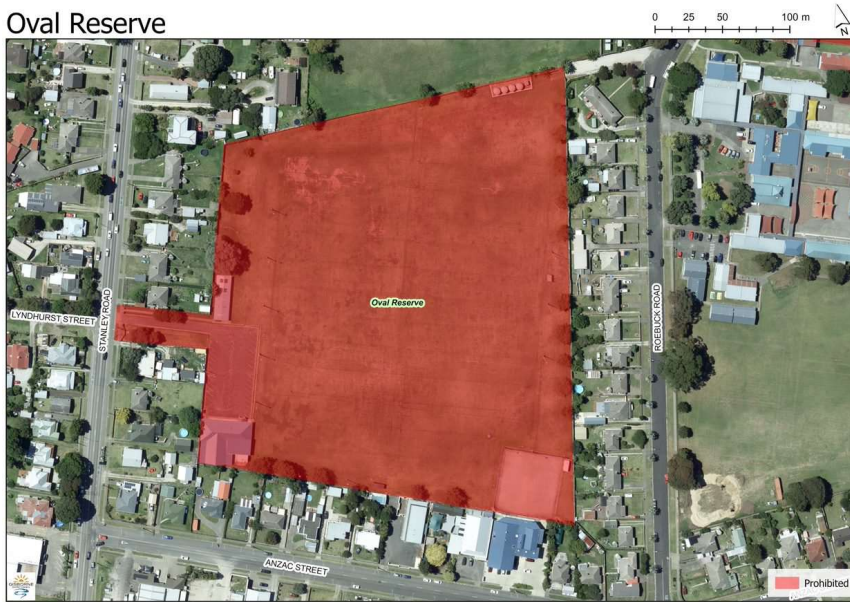 Oval Reserve
0 25 50 100 m
N
Oval Reserve
LYNDHURST STREET
STANLEY ROAD
ROEBUCK ROAD
ANZAC STREET
Prohibited